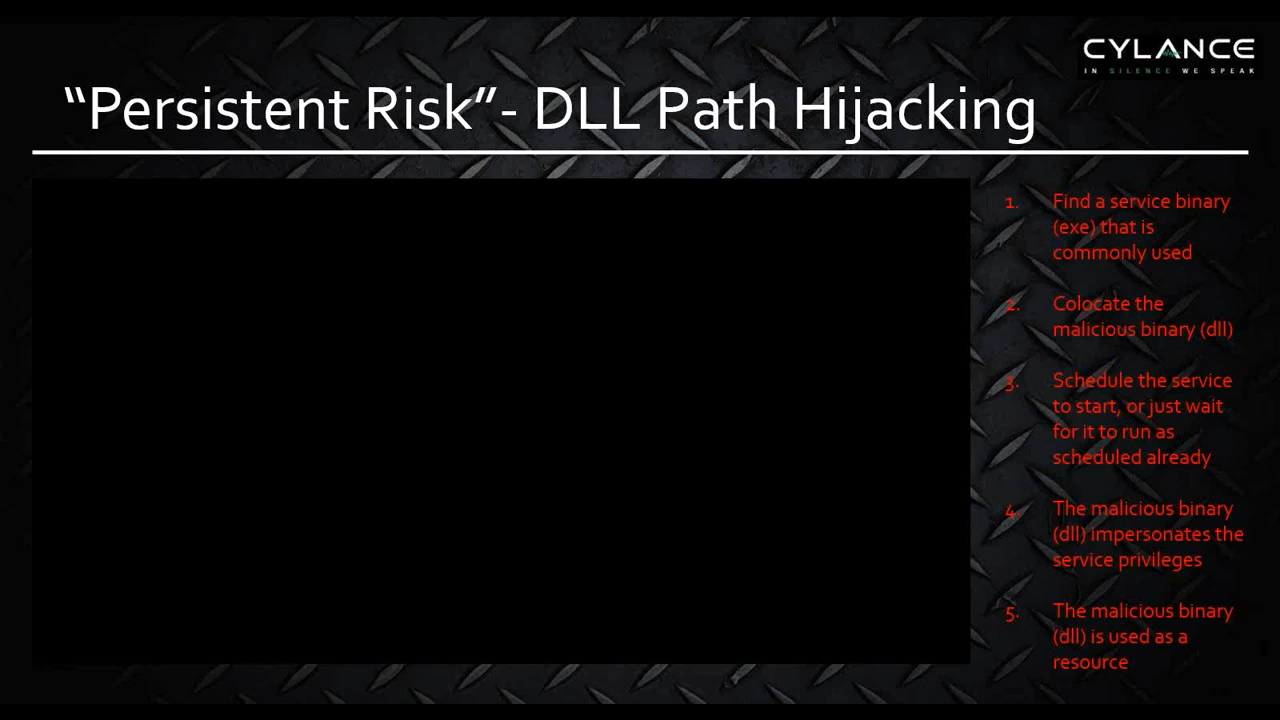 CYLANCE
IN SILENCE WE SPEAK
“Persistent Risk”- DLL Path Hijacking
1. Find a service binary
(exe) that is
commonly used
2. Colocate the
malicious binary (dll)
3. Schedule the service
to start, or just wait
for it to run as
scheduled already
4. The malicious binary
(dll) impersonates the
service privileges
5. The malicious binary
(dll) is used as a
resource